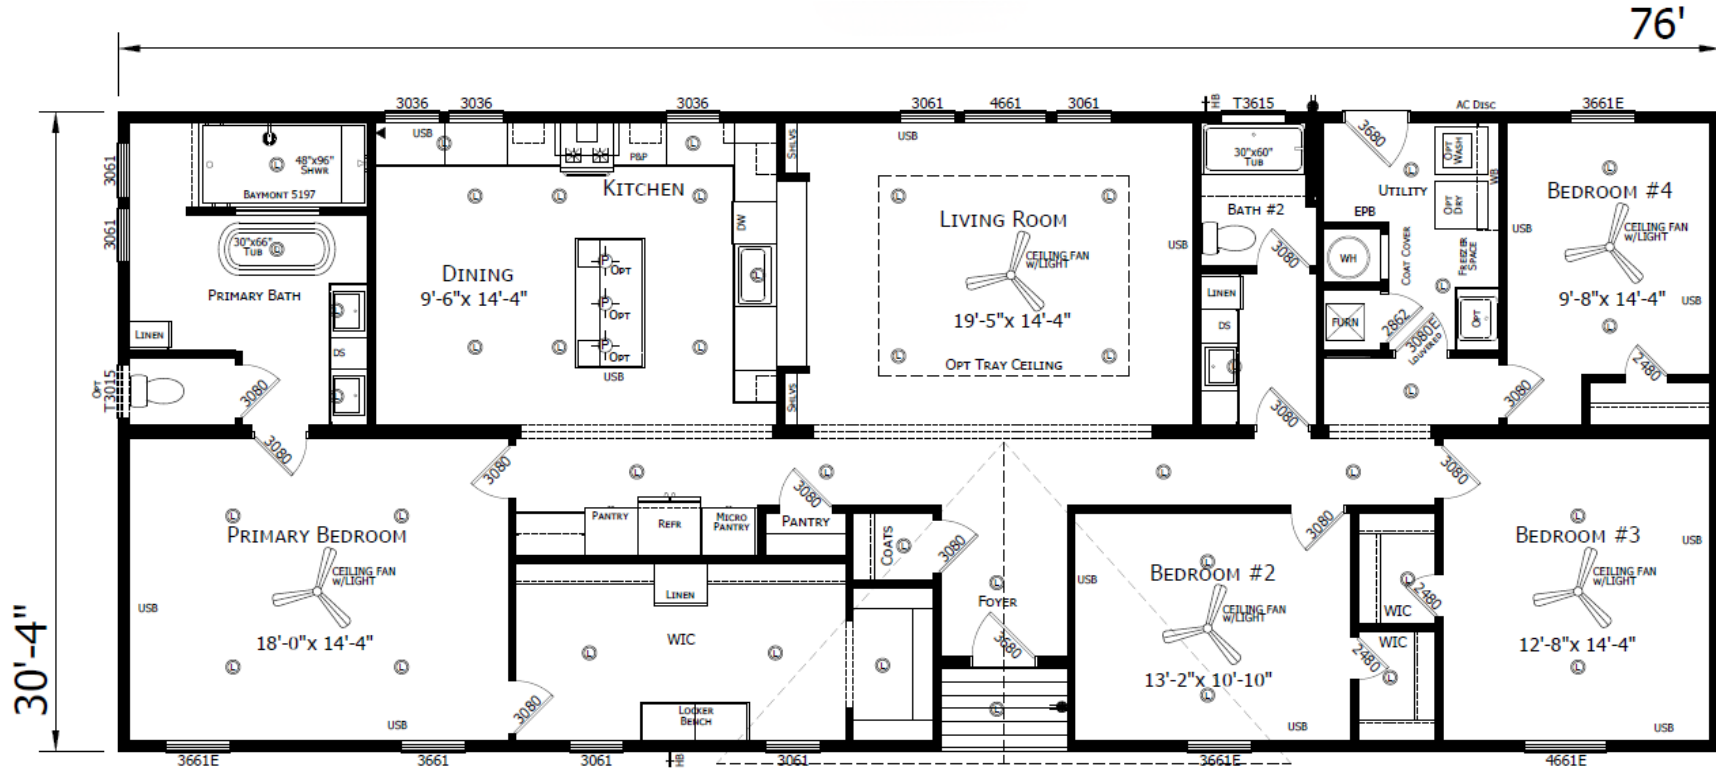 76'
30'-4"
3036
3036
3036
3061
4661
3061
HB
T3615
AC Disc
3661E
3061
3061
OPT
T3015
48"x96"
SHWR
BAYMONT 5197
30"x66"
TUB
PRIMARY BATH
LINEN
DS
3080
3080
USB
P&P
KITCHEN
DW
DINING
9'-6"x 14'-4"
OPT
OPT
OPT
USB
SHLVS
SHLVS
USB
LIVING ROOM
CEILING FAN
w/LIGHT
19'-5"x 14'-4"
OPT TRAY CEILING
USB
30"x60"
TUB
BATH #2
3080
LINEN
DS
3080
3680
OPT
WASH
WB
UTILITY
OPT
DRY
EPB
WH
COAT COVER
FREEZER
SPACE
FURN
2862
3080E
LOUVERED
OPT
BEDROOM #4
USB
CEILING FAN
w/LIGHT
9'-8"x 14'-4"
USB
2480
3080
3080
PRIMARY BEDROOM
CEILING FAN
w/LIGHT
USB
18'-0"x 14'-4"
USB
3080
PANTRY
REFR
MICRO
PANTRY
3080
PANTRY
COATS
3080
LINEN
WIC
LOCKER
BENCH
FOYER
3680
USB
BEDROOM #2
CEILING FAN
w/LIGHT
13'-2"x 10'-10"
USB
3080
2480
WIC
WIC
2480
3080
BEDROOM #3
USB
CEILING FAN
w/LIGHT
12'-8"x 14'-4"
USB
3661E
3661
3061
HB
3061
3661E
4661E